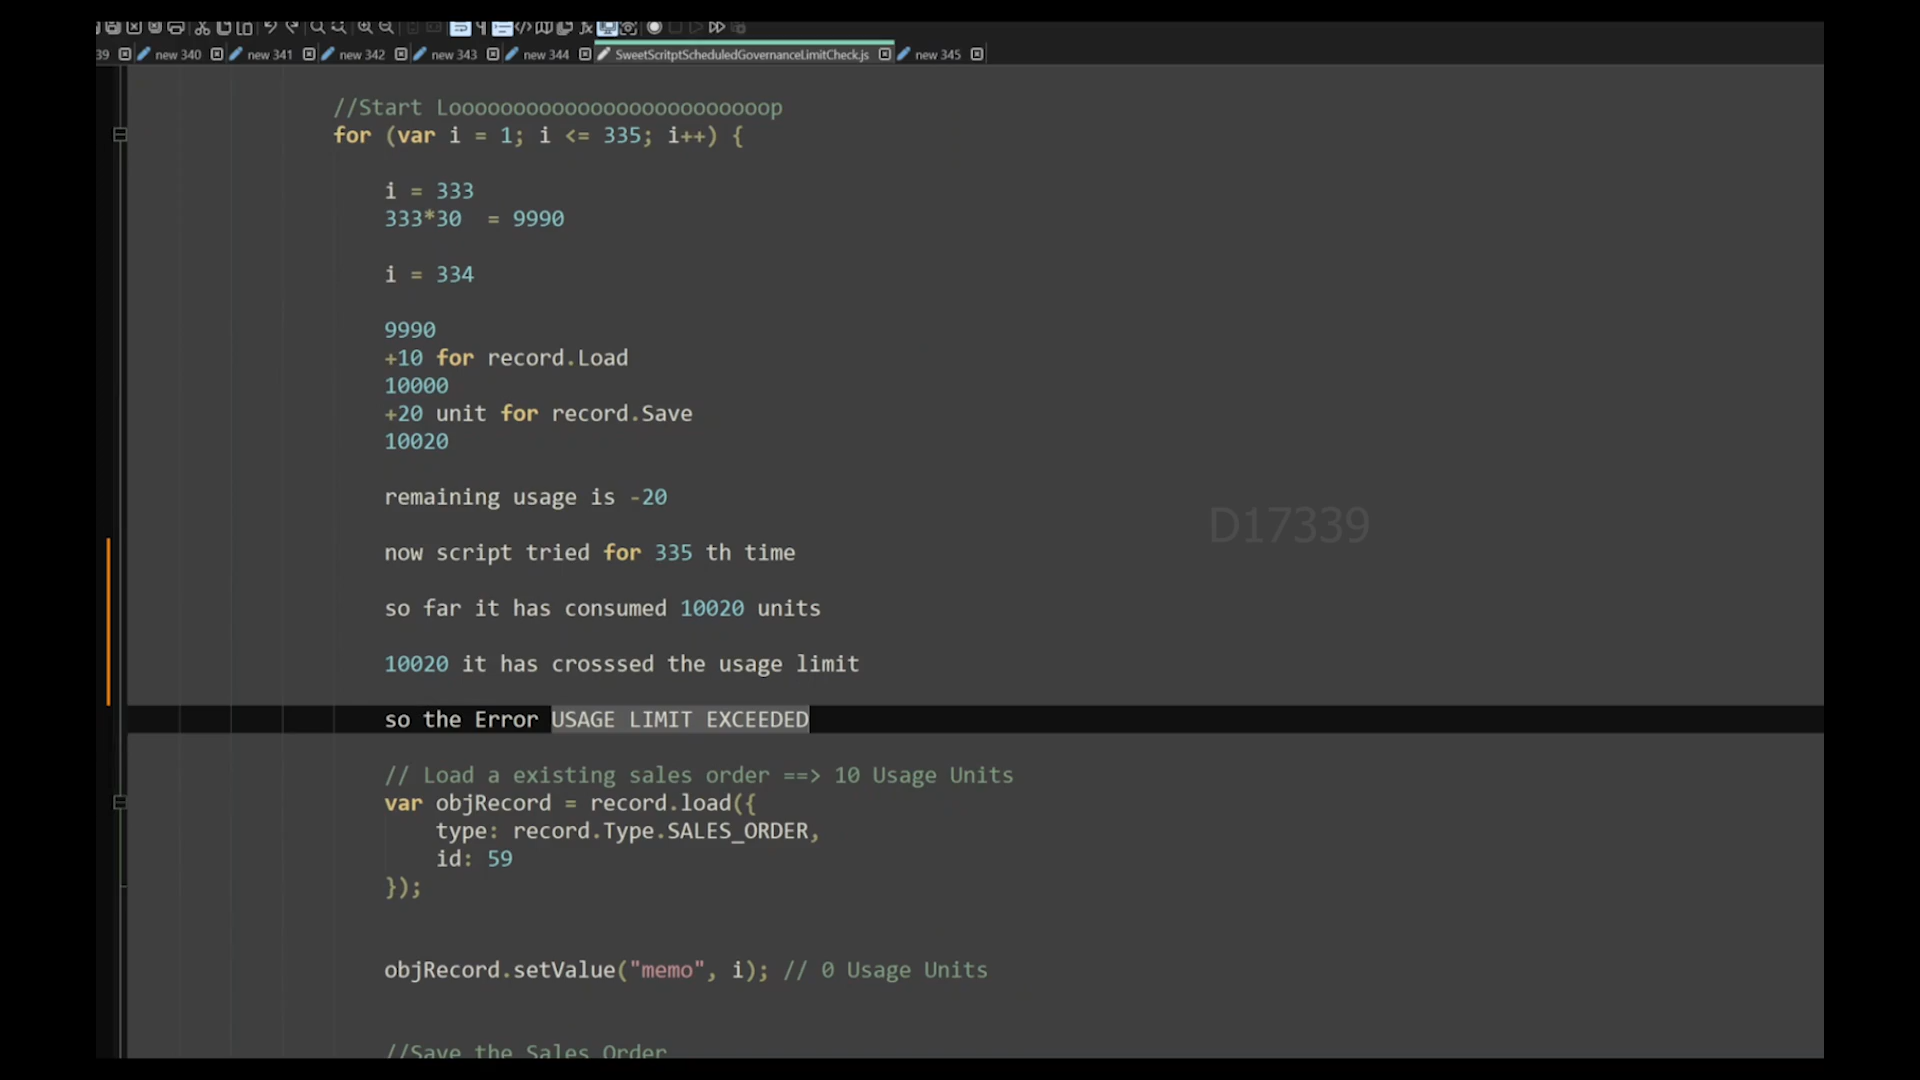 39 new 340 new 341 new 342 new 343 new 344 SweetScritptScheduledGovernanceLimitCheck.js new 345
//Start Looooooooooooooooooooooooop
for (var i = 1; i <= 335; i++) {
i = 333
333*30 = 9990
i = 334
9990
+10 for record.Load
10000
+20 unit for record.Save
10020
remaining usage is -20
D17339
now script tried for 335 th time
so far it has consumed 10020 units
10020 it has crosssed the usage limit
so the Error USAGE LIMIT EXCEEDED
// Load a existing sales order ==> 10 Usage Units
var objRecord = record.load({
type: record.Type.SALES_ORDER,
id: 59
});
objRecord.setValue("memo", i); // 0 Usage Units
//Save the Sales Order